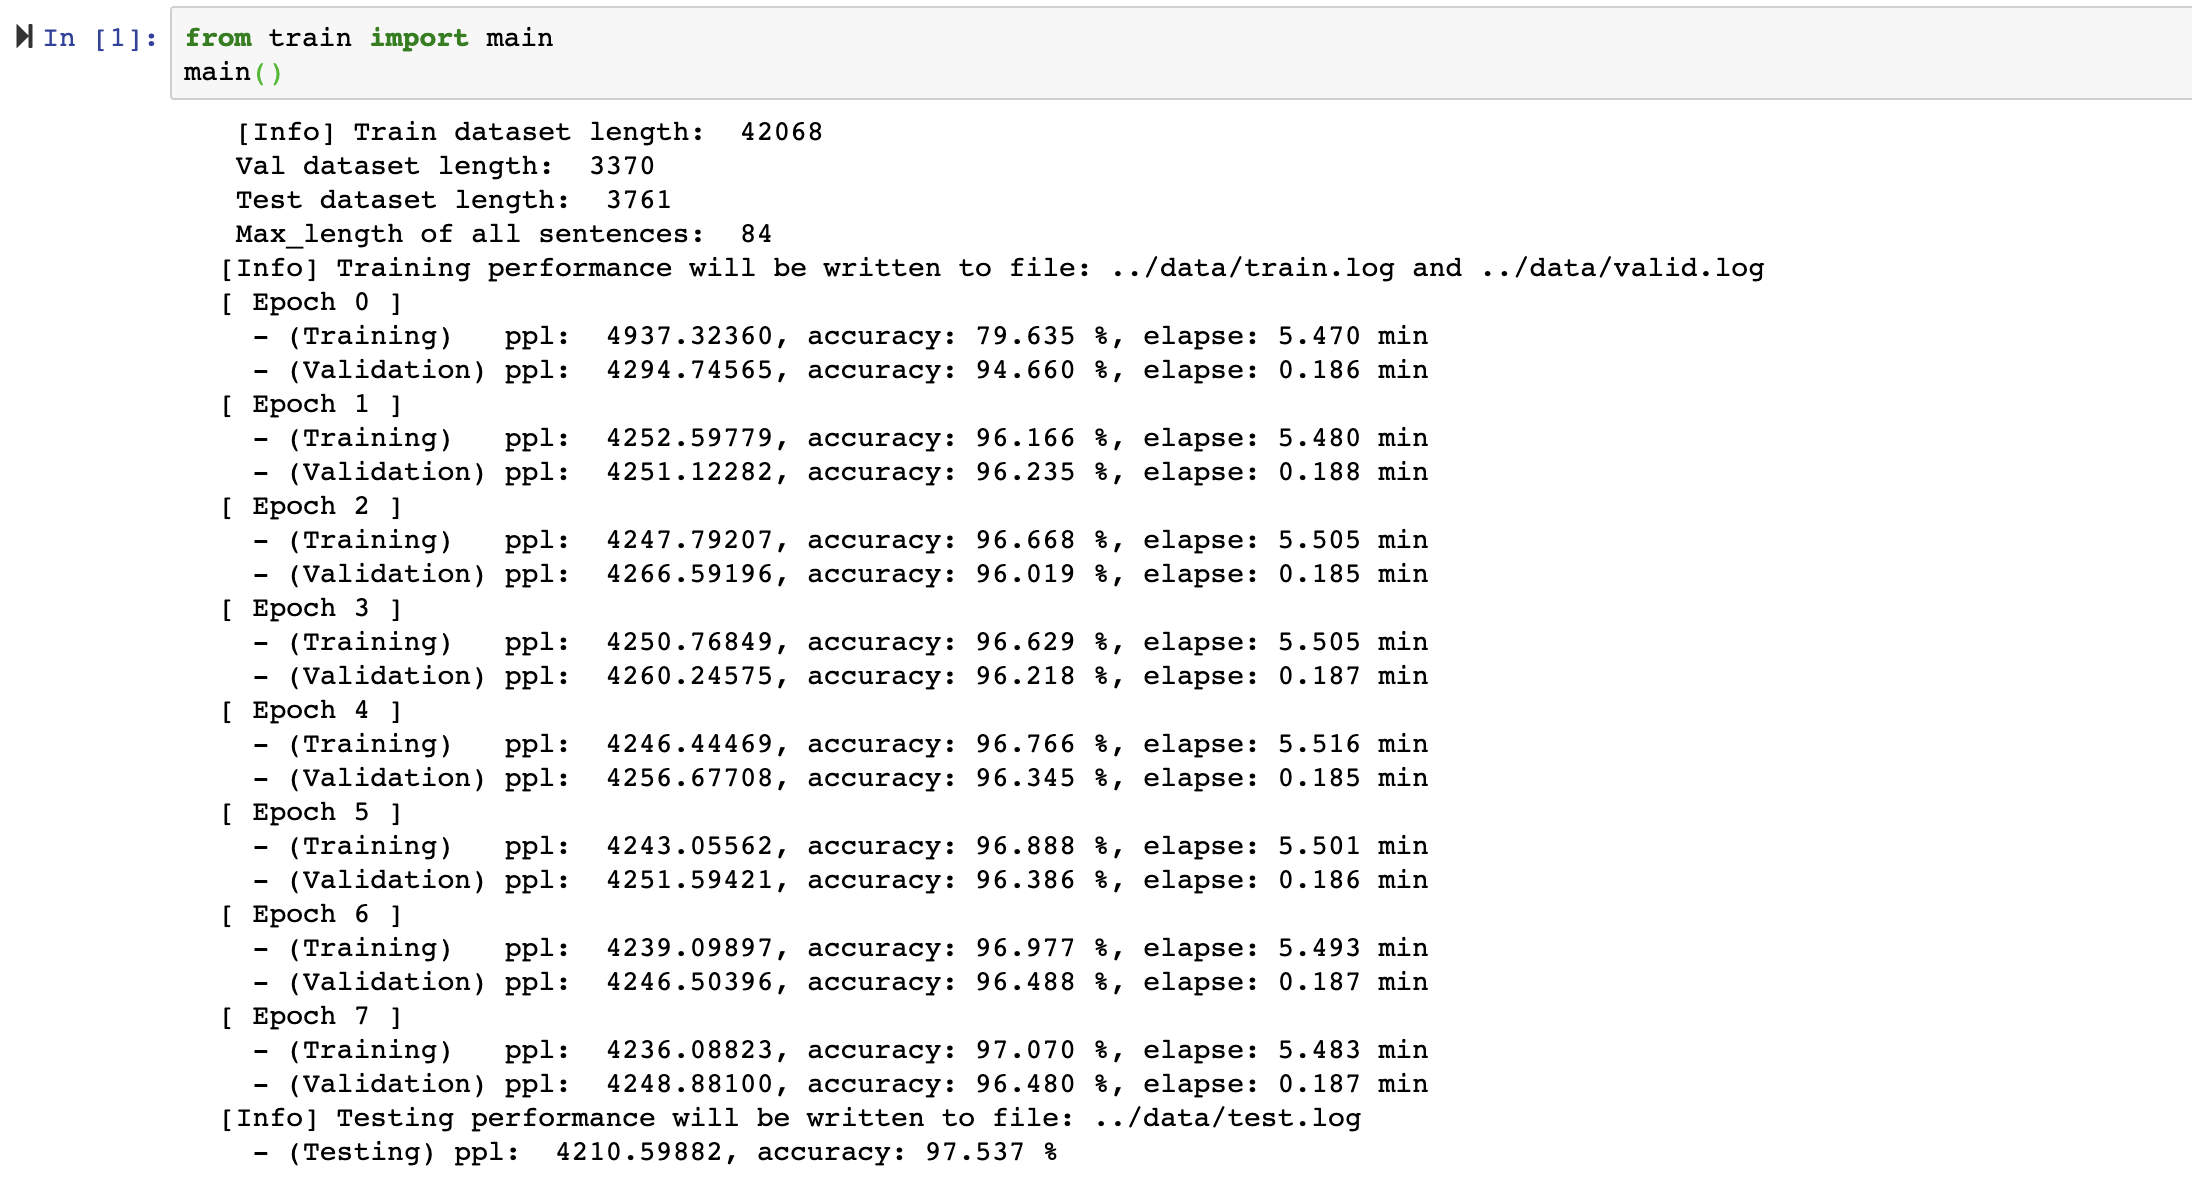 In [1]: from train import main
main()
[Info] Train dataset length:  42068
Val dataset length:  3370
Test dataset length:  3761
Max_length of all sentences:  84
[Info] Training performance will be written to file: ../data/train.log and ../data/valid.log
[ Epoch 0 ]
- (Training)   ppl:  4937.32360, accuracy: 79.635 %, elapse: 5.470 min
- (Validation) ppl:  4294.74565, accuracy: 94.660 %, elapse: 0.186 min
[ Epoch 1 ]
- (Training)   ppl:  4252.59779, accuracy: 96.166 %, elapse: 5.480 min
- (Validation) ppl:  4251.12282, accuracy: 96.235 %, elapse: 0.188 min
[ Epoch 2 ]
- (Training)   ppl:  4247.79207, accuracy: 96.668 %, elapse: 5.505 min
- (Validation) ppl:  4266.59196, accuracy: 96.019 %, elapse: 0.185 min
[ Epoch 3 ]
- (Training)   ppl:  4250.76849, accuracy: 96.629 %, elapse: 5.505 min
- (Validation) ppl:  4260.24575, accuracy: 96.218 %, elapse: 0.187 min
[ Epoch 4 ]
- (Training)   ppl:  4246.44469, accuracy: 96.766 %, elapse: 5.516 min
- (Validation) ppl:  4256.67708, accuracy: 96.345 %, elapse: 0.185 min
[ Epoch 5 ]
- (Training)   ppl:  4243.05562, accuracy: 96.888 %, elapse: 5.501 min
- (Validation) ppl:  4251.59421, accuracy: 96.386 %, elapse: 0.186 min
[ Epoch 6 ]
- (Training)   ppl:  4239.09897, accuracy: 96.977 %, elapse: 5.493 min
- (Validation) ppl:  4246.50396, accuracy: 96.488 %, elapse: 0.187 min
[ Epoch 7 ]
- (Training)   ppl:  4236.08823, accuracy: 97.070 %, elapse: 5.483 min
- (Validation) ppl:  4248.88100, accuracy: 96.480 %, elapse: 0.187 min
[Info] Testing performance will be written to file: ../data/test.log
- (Testing) ppl:  4210.59882, accuracy: 97.537 %